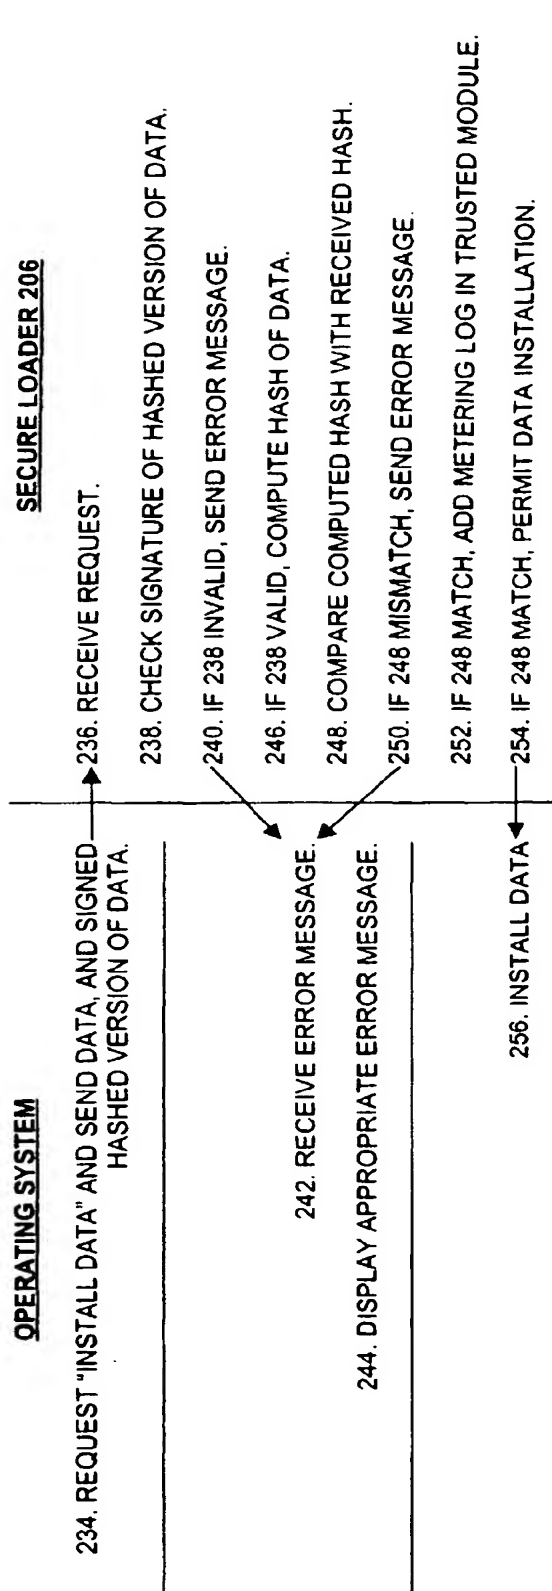 OPERATING SYSTEM
SECURE LOADER 206
234. REQUEST "INSTALL DATA" AND SEND DATA, AND SIGNED
HASHED VERSION OF DATA.
236. RECEIVE REQUEST.
238. CHECK SIGNATURE OF HASHED VERSION OF DATA.
240. IF 238 INVALID, SEND ERROR MESSAGE.
242. RECEIVE ERROR MESSAGE.
244. DISPLAY APPROPRIATE ERROR MESSAGE.
246. IF 238 VALID, COMPUTE HASH OF DATA.
248. COMPARE COMPUTED HASH WITH RECEIVED HASH.
250. IF 248 MISMATCH, SEND ERROR MESSAGE.
252. IF 248 MATCH, ADD METERING LOG IN TRUSTED MODULE.
254. IF 248 MATCH, PERMIT DATA INSTALLATION.
256. INSTALL DATA